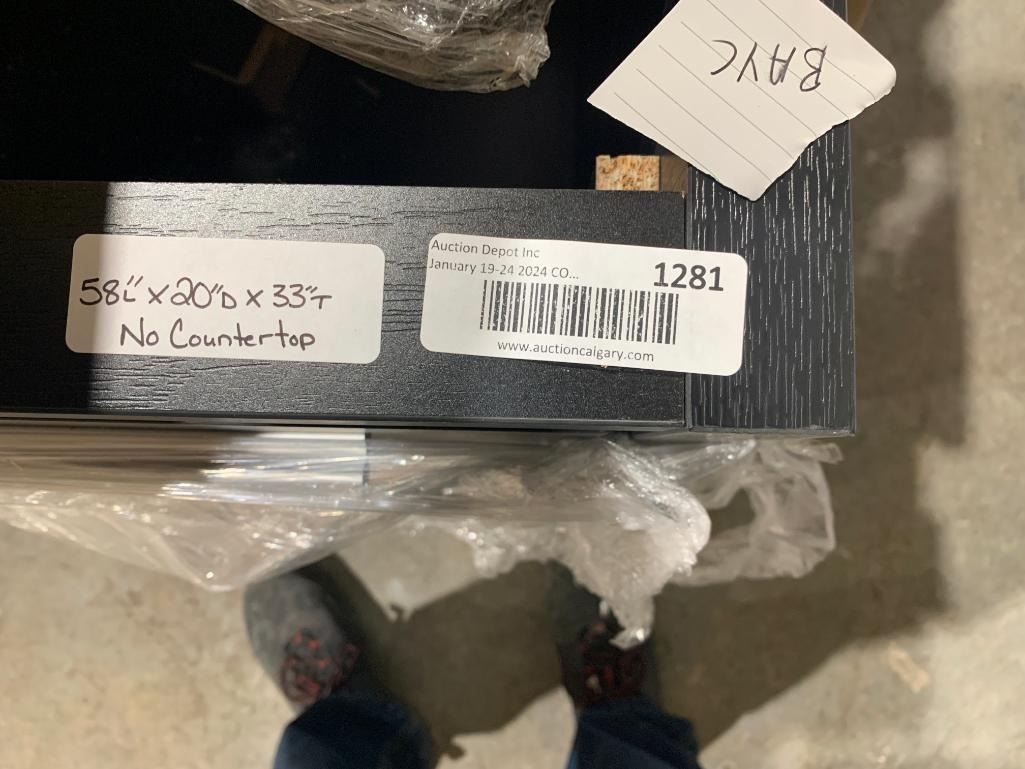 BAYC
58"L x 20"D x 33"T
No Countertop
Auction Depot Inc
January 19-24 2024 CO...
1281
www.auctioncalgary.com